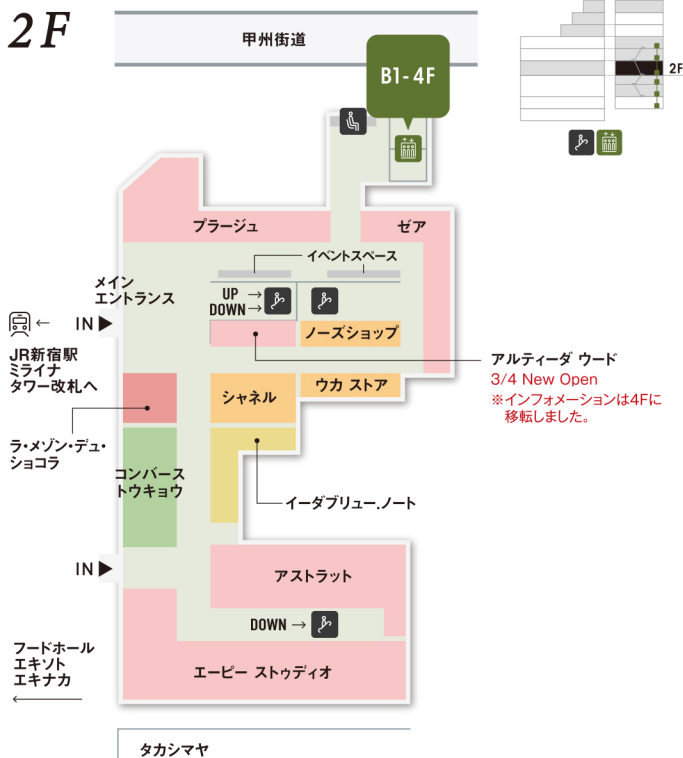 2F
甲州街道
B1-4F
2F
プラージュ
ゼア
イベントスペース
メイン
エントランス
UP →
DOWN →
← IN ▶
ノーズショップ
JR新宿駅
ミライナ
タワー改札へ
アルティーダ ウード
3/4 New Open
※インフォメーションは4Fに
移転しました。
シャネル
ウカ ストア
ラ・メゾン・デュ・
ショコラ
コンバース
トウキョウ
イーダブリュー.ノート
IN ▶
アストラット
DOWN →
フードホール
エキソト
エキナカ
←
エーピー ストゥディオ
タカシマヤ